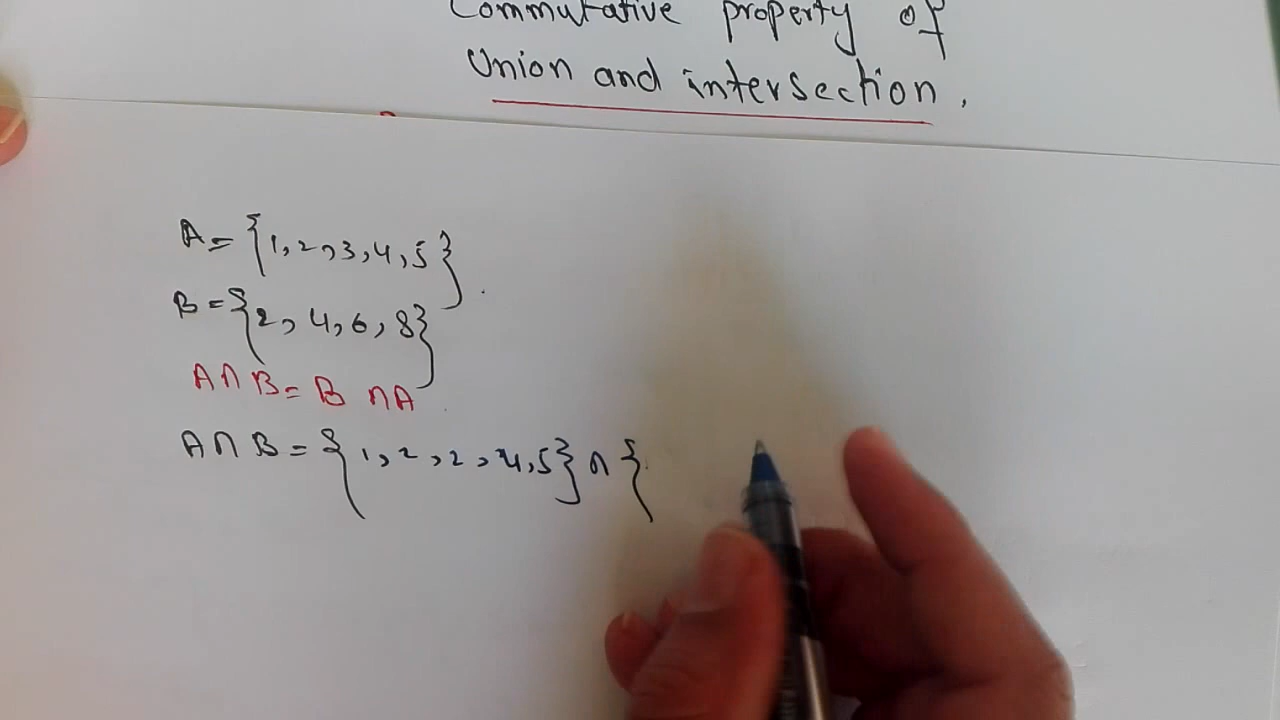 Commutative property of
Union and intersection.
A = {1, 2, 3, 4, 5}.
B = {2, 4, 6, 8}
A ∩ B = B ∩ A
A ∩ B = {1, 2, 2, 4, 5} ∩ {